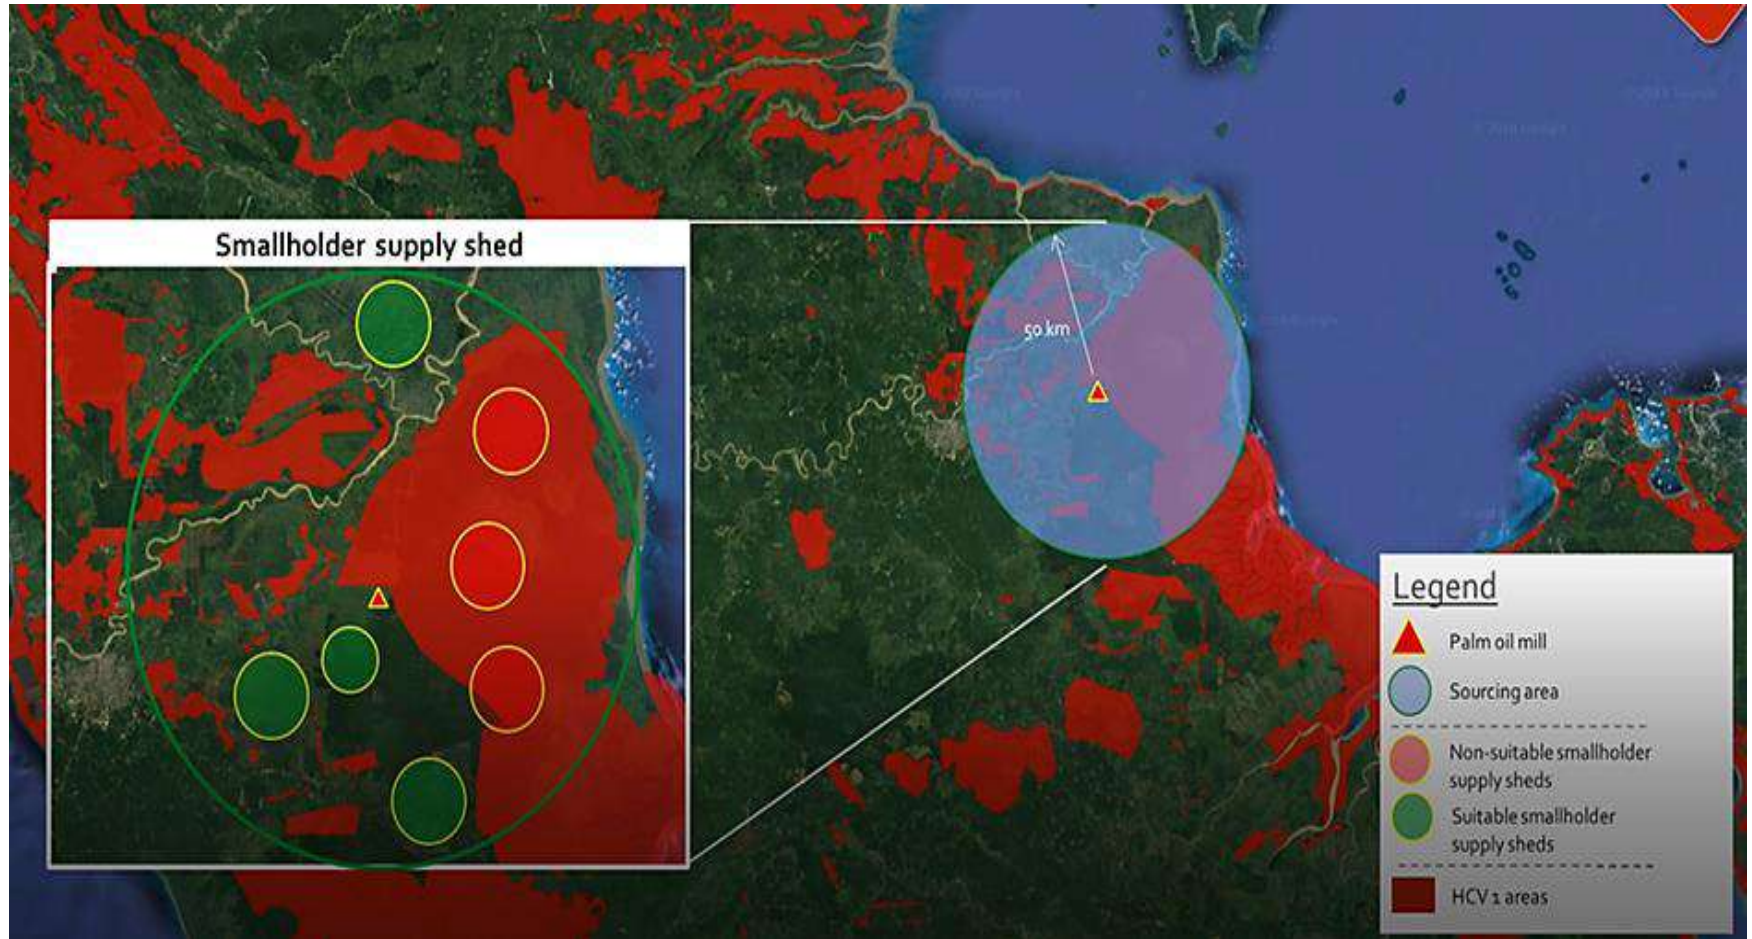 Smallholder supply shed
50 km
Legend
Palm oil mill
Sourcing area
Non-suitable smallholder
supply sheds
Suitable smallholder
supply sheds
HCV 1 areas